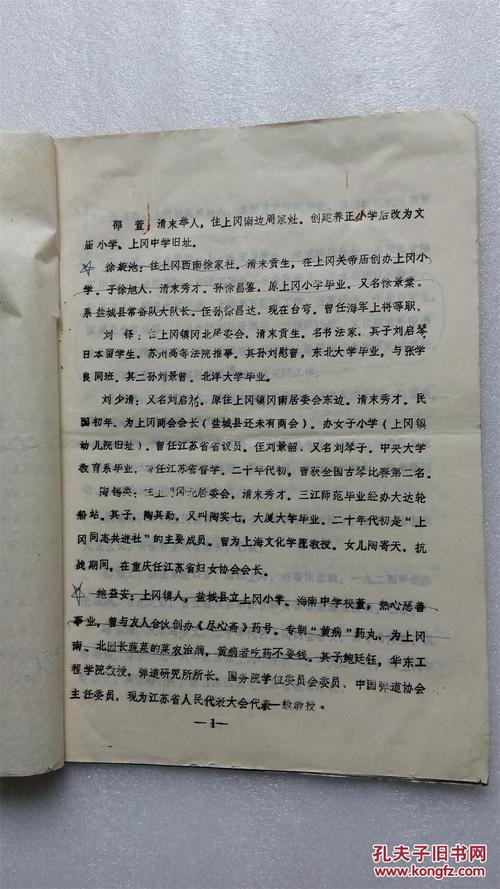 邵萱：清末举人，住上冈南边周家灶。创建养正小学后改为文
庙小学、上冈中学旧址。
徐漩池：住上冈西南徐家社。清末贡生，在上冈关帝庙创办上冈小
学。子徐旭人，清末秀才。孙徐昌鉴，原上冈小学毕业，又名徐景棠。
系盐城县常备队大队长。侄孙徐昌达，现在台弯。曾任海军上将等职。
刘铎：住上冈镇冈北居委会，清末贡生。名书法家。其子刘启琴
日本留学生。苏州高等法院推事。其孙刘慰曾，东北大学毕业，与张学
良同班。其二孙刘景曾。北洋大学毕业。
刘少清：又名刘启祁。原住上冈镇冈南居委会东边。清末秀才。民
国初年，为上冈商会会长（盐城县还未有商会）。办女子小学（上冈镇
幼儿院旧址）。曾任江苏省省议员。侄刘景韶、又名刘琴子。中央大学
教育系毕业，曾任江苏省督学。二十年代初，曾获全国古琴比赛第二名。
陶锡类：住上冈冈北居委会，清末秀才。三江师范毕业经办大达轮
船站。其子，陶其勤，又叫陶实七，大厦大学毕业，二十年代初是“上
冈同志共进社”的主要成员。曾为上海文化学院教授。女儿陶寄天，抗
战期间，在重庆任江苏省妇女协会会长。
鲍益安：上冈镇人，盐城县立上冈小学、海南中学校董，热心慈善
事业，曾与友人合伙创办《尽心斋》药号。专制“黄病”药丸，为上冈
南、北园长蔬菜的菜农治病，黄病者吃药不要钱。其子鲍廷钰，华东工
程学院教授，弹道研究所所长。国务院学位委员会委员、中国弹道协会
主任委员，现为江苏省人民代表大会代表一级教授。
—1—
孔夫子旧书网
www.kongfz.com